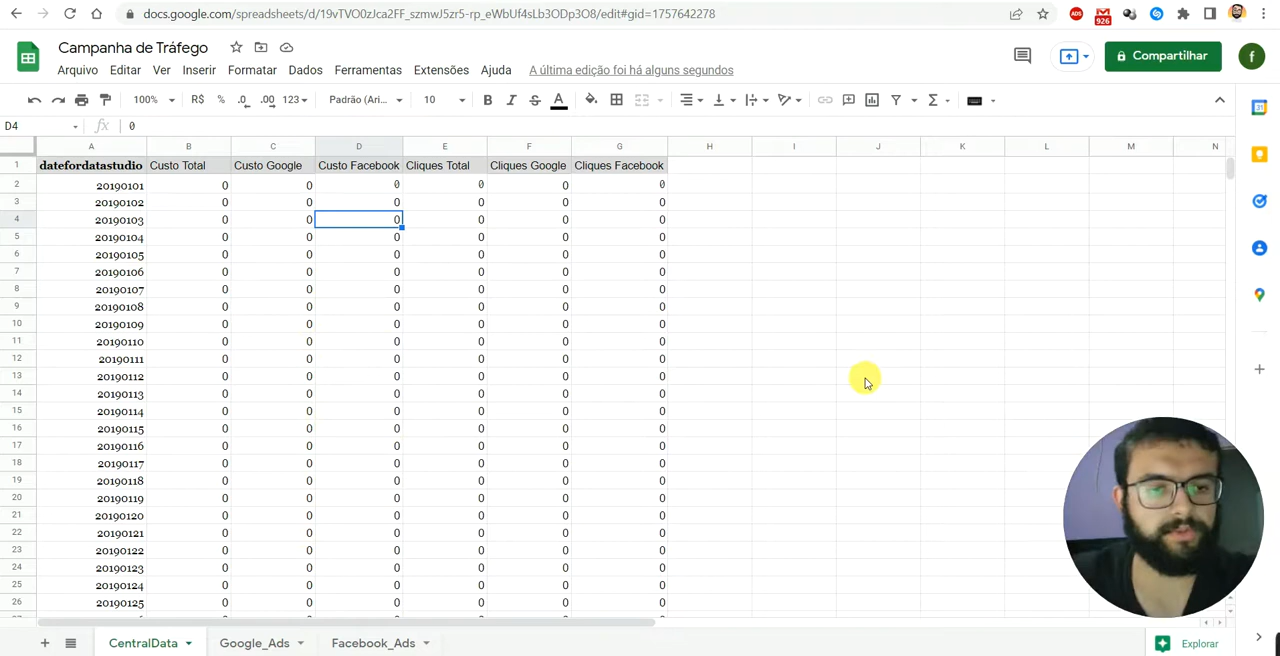 docs.google.com/spreadsheets/d/19vTVO0zJca2FF_szmwJ5zr5-rp_eWbUf4sLb3ODp3O8/edit#gid=1757642278
ADS
926
Campanha de Tráfego
Arquivo Editar Ver Inserir Formatar Dados Ferramentas Extensões Ajuda A última edição foi há alguns segundos
Compartilhar
f
100% R$ % .0 .00 123 Padrão (Ari... 10 B I S A Σ
31
D4 fx 0
A B C D E F G H I J K L M N
1 datefordatastudio Custo Total Custo Google Custo Facebook Cliques Total Cliques Google Cliques Facebook
2 20190101 0 0 0 0 0 0
3 20190102 0 0 0 0 0 0
4 20190103 0 0 0 0 0 0
5 20190104 0 0 0 0 0 0
6 20190105 0 0 0 0 0 0
7 20190106 0 0 0 0 0 0
8 20190107 0 0 0 0 0 0
9 20190108 0 0 0 0 0 0
10 20190109 0 0 0 0 0 0
11 20190110 0 0 0 0 0 0
12 20190111 0 0 0 0 0 0
13 20190112 0 0 0 0 0 0
14 20190113 0 0 0 0 0 0
15 20190114 0 0 0 0 0 0
16 20190115 0 0 0 0 0 0
17 20190116 0 0 0 0 0 0
18 20190117 0 0 0 0 0 0
19 20190118 0 0 0 0 0 0
20 20190119 0 0 0 0 0 0
21 20190120 0 0 0 0 0 0
22 20190121 0 0 0 0 0 0
23 20190122 0 0 0 0 0 0
24 20190123 0 0 0 0 0 0
25 20190124 0 0 0 0 0 0
26 20190125 0 0 0 0 0 0
CentralData Google_Ads Facebook_Ads Explorar